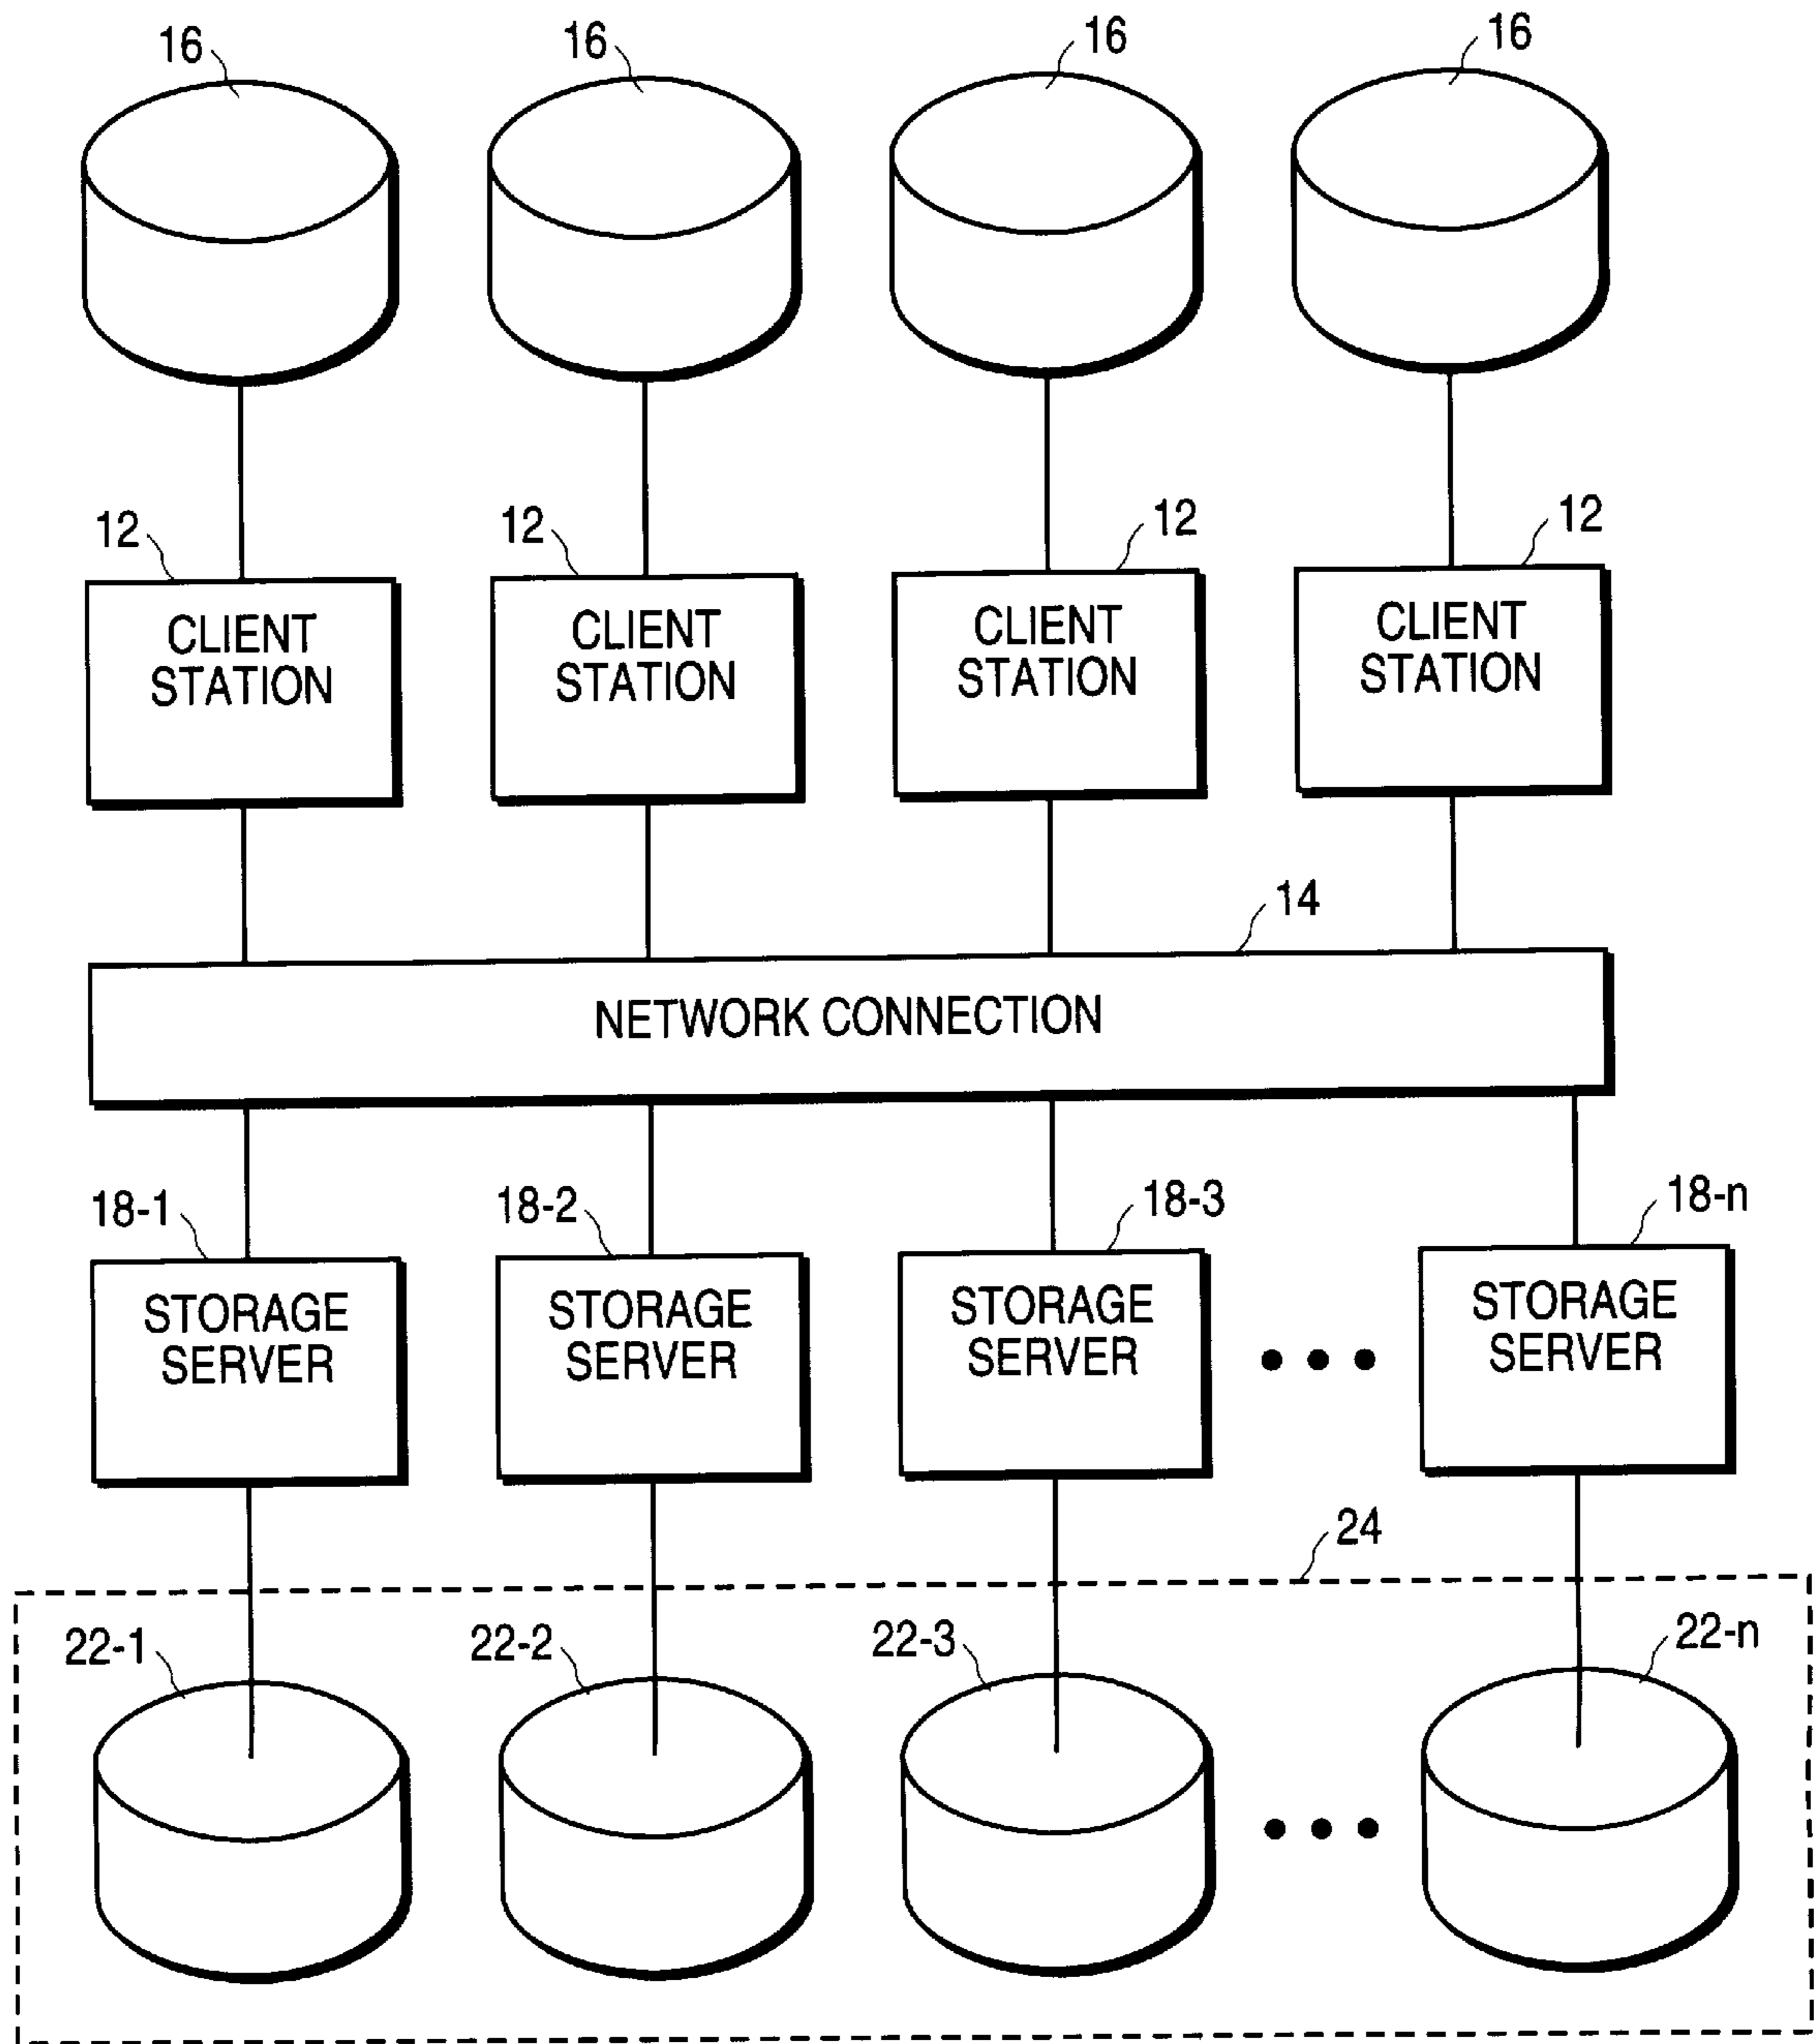 16 16 16 16
12 12 12 12
CLIENT STATION CLIENT STATION CLIENT STATION CLIENT STATION
14
NETWORK CONNECTION
18-1 18-2 18-3 18-n
STORAGE SERVER STORAGE SERVER STORAGE SERVER STORAGE SERVER
24
22-1 22-2 22-3 22-n